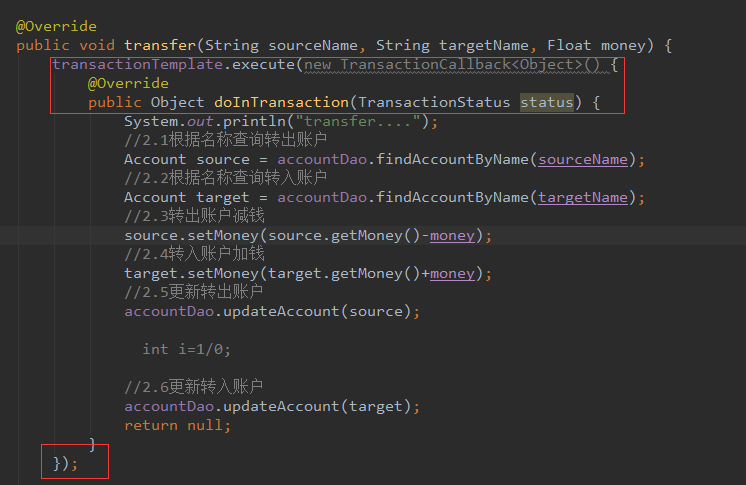 @Override
public void transfer(String sourceName, String targetName, Float money) {
transactionTemplate.execute(new TransactionCallback<Object>() {
@Override
public Object doInTransaction(TransactionStatus status) {
System.out.println("transfer....");
//2.1根据名称查询转出账户
Account source = accountDao.findAccountByName(sourceName);
//2.2根据名称查询转入账户
Account target = accountDao.findAccountByName(targetName);
//2.3转出账户减钱
source.setMoney(source.getMoney()-money);
//2.4转入账户加钱
target.setMoney(target.getMoney()+money);
//2.5更新转出账户
accountDao.updateAccount(source);
int i=1/0;
//2.6更新转入账户
accountDao.updateAccount(target);
return null;
}
});